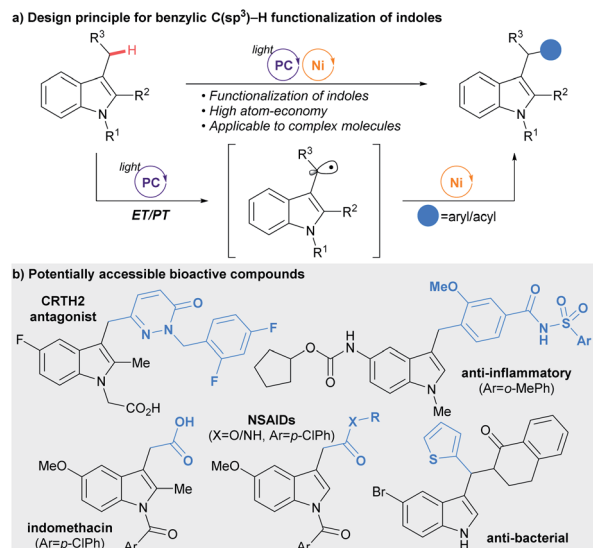 a) Design principle for benzylic C(sp³)–H functionalization of indoles
R³
H
R²
N
R¹
light
PC
Ni
• Functionalization of indoles
• High atom-economy
• Applicable to complex molecules
R³
R²
N
R¹
light
PC
ET/PT
R³
R²
N
R¹
Ni
=aryl/acyl
b) Potentially accessible bioactive compounds
CRTH2
antagonist
O
N
N
F
F
F
Me
N
CO₂H
MeO
O
O O
S
N
H
Ar
H
N
O
O
N
Me
anti-inflammatory
(Ar=o-MePh)
OH
O
MeO
Me
N
O
Ar
indomethacin
(Ar=p-ClPh)
NSAIDs
(X=O/NH, Ar=p-ClPh)
X
R
O
MeO
N
O
Ar
S
O
Br
N
H
anti-bacterial